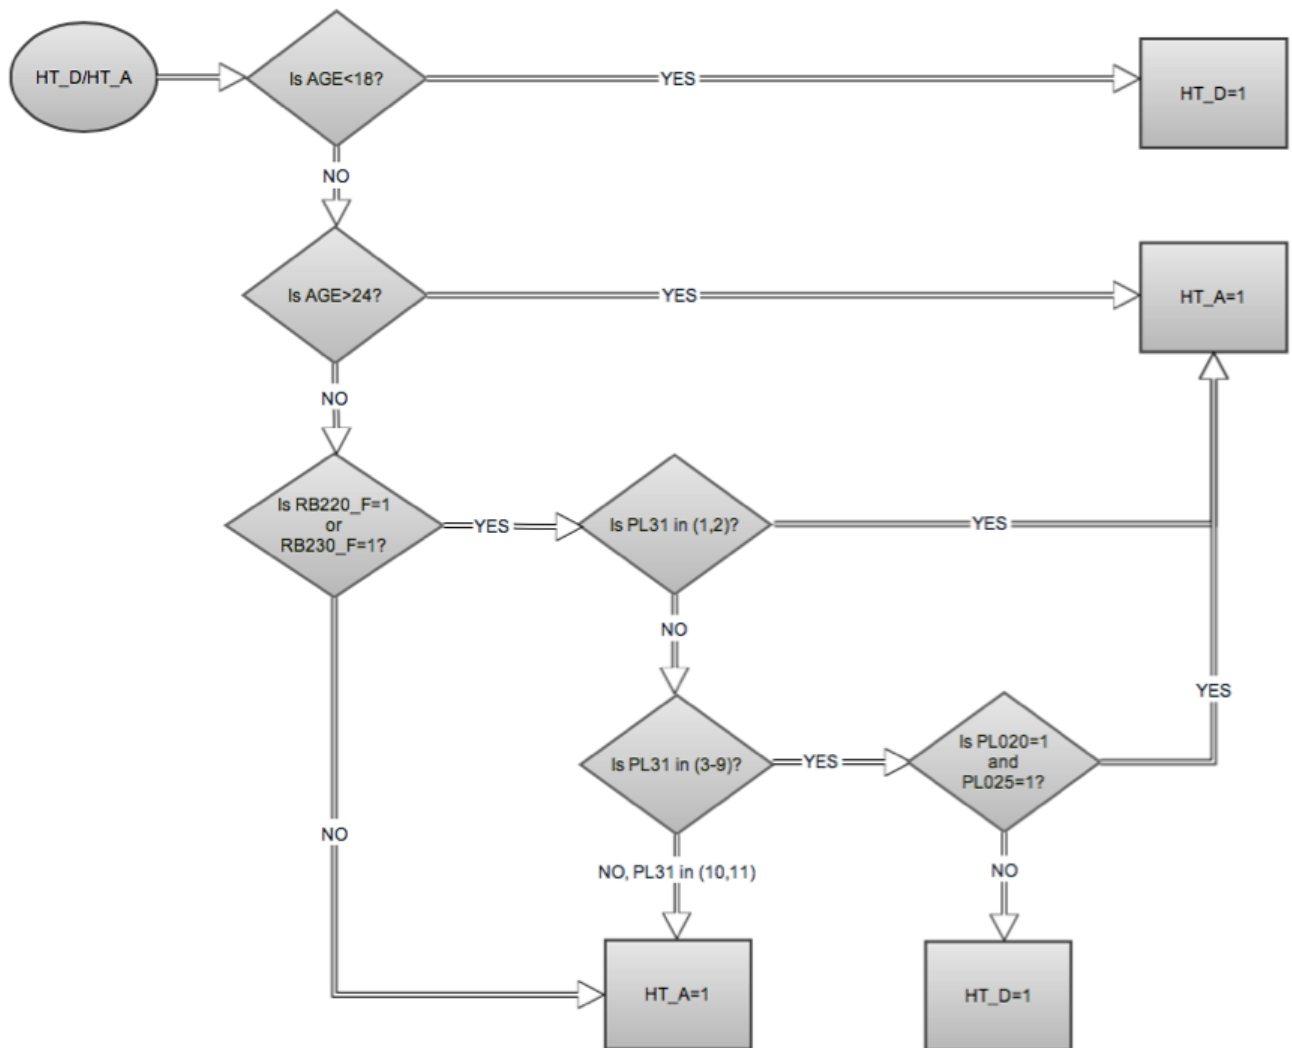 HT_D/HT_A
Is AGE<18?
YES
HT_D=1
NO
Is AGE>24?
YES
HT_A=1
NO
Is RB220_F=1
or
RB230_F=1?
YES
Is PL31 in (1,2)?
YES
NO
Is PL31 in (3-9)?
YES
Is PL020=1
and
PL025=1?
YES
NO
NO, PL31 in (10,11)
NO
HT_A=1
HT_D=1